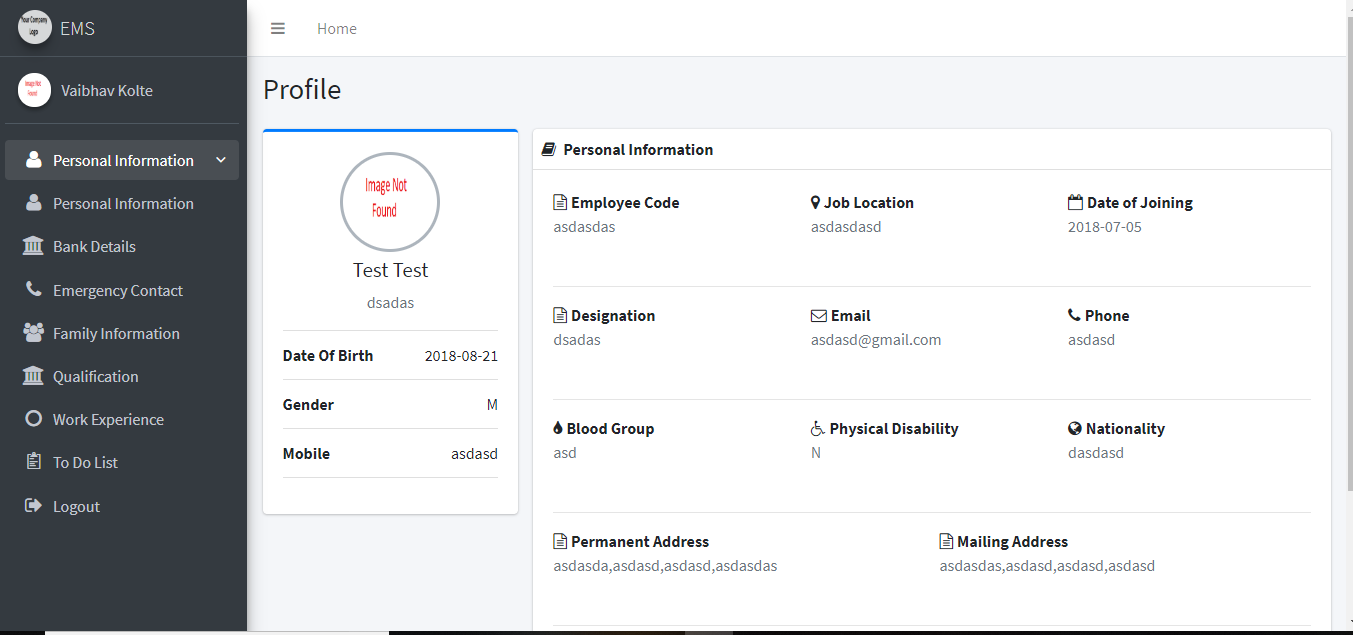 Your Company
Logo
EMS
Home
Image Not
Found
Vaibhav Kolte
Personal Information
Personal Information
Bank Details
Emergency Contact
Family Information
Qualification
Work Experience
To Do List
Logout
Profile
Image Not
Found
Test Test
dsadas
Date Of Birth 2018-08-21
Gender M
Mobile asdasd
Personal Information
Employee Code Job Location Date of Joining
asdasdas asdasdasd 2018-07-05
Designation Email Phone
dsadas asdasd@gmail.com asdasd
Blood Group Physical Disability Nationality
asd N dasdasd
Permanent Address Mailing Address
asdasda,asdasd,asdasd,asdasdas asdasdas,asdasd,asdasd,asdasd